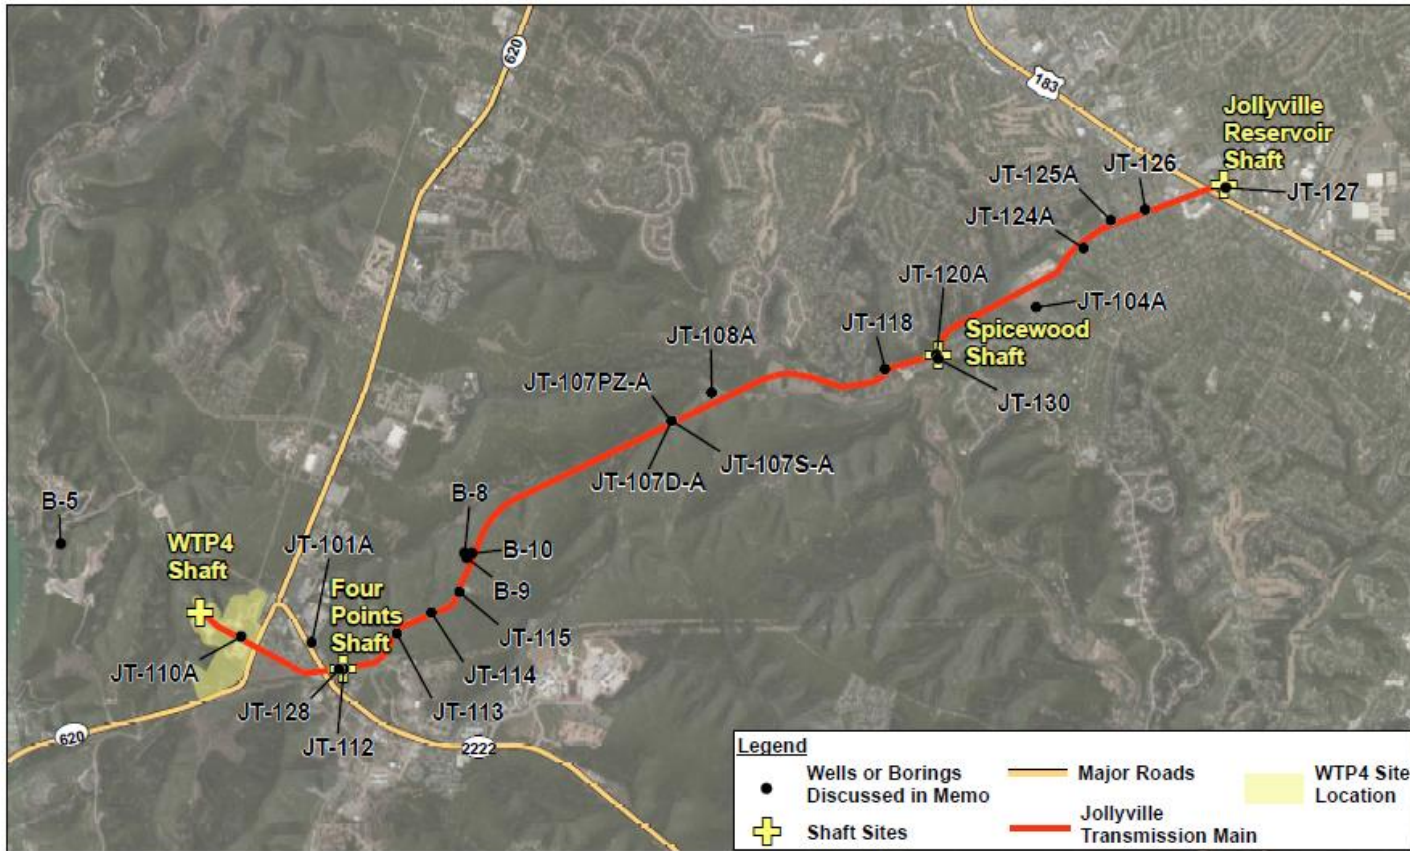 620
183
Jollyville
Reservoir
Shaft
JT-126
JT-125A
JT-127
JT-124A
JT-120A
JT-104A
JT-118
Spicewood
Shaft
JT-108A
JT-107PZ-A
JT-130
JT-107S-A
JT-107D-A
B-8
B-5
B-10
WTP4
Shaft
JT-101A
B-9
Four
Points
Shaft
JT-115
JT-110A
JT-114
JT-128
JT-113
JT-112
620
2222
Legend
Wells or Borings
Discussed in Memo
Major Roads
WTP4 Site
Location
Shaft Sites
Jollyville
Transmission Main